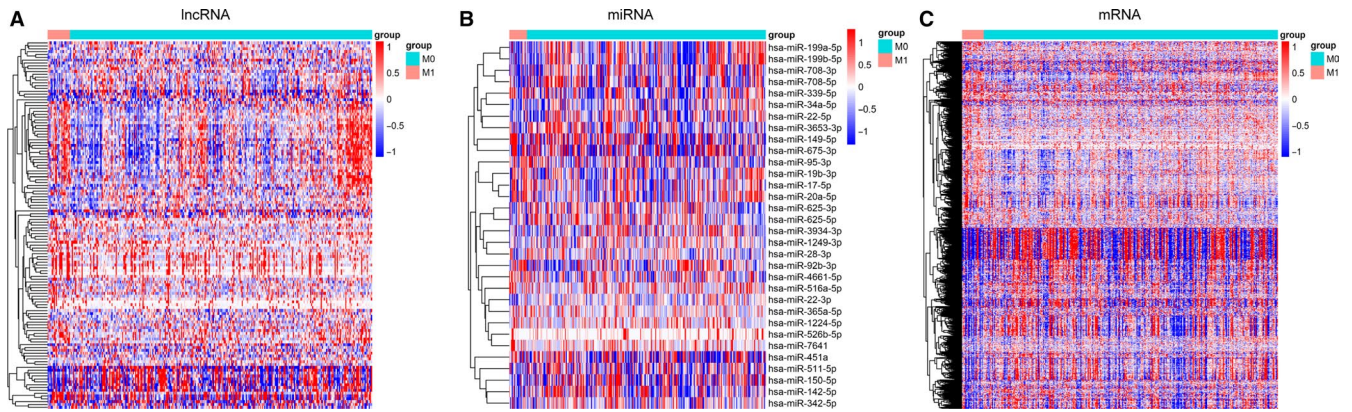 A
lncRNA
group
1
0.5
0
−0.5
−1
group
M0
M1
B
miRNA
group
hsa-miR-199a-5p
hsa-miR-199b-5p
hsa-miR-708-3p
hsa-miR-708-5p
hsa-miR-339-5p
hsa-miR-34a-5p
hsa-miR-22-5p
hsa-miR-3653-3p
hsa-miR-149-5p
hsa-miR-675-3p
hsa-miR-95-3p
hsa-miR-19b-3p
hsa-miR-17-5p
hsa-miR-20a-5p
hsa-miR-625-3p
hsa-miR-625-5p
hsa-miR-3934-3p
hsa-miR-1249-3p
hsa-miR-28-3p
hsa-miR-92b-3p
hsa-miR-4661-5p
hsa-miR-516a-5p
hsa-miR-22-3p
hsa-miR-365a-5p
hsa-miR-1224-5p
hsa-miR-526b-5p
hsa-miR-7641
hsa-miR-451a
hsa-miR-511-5p
hsa-miR-150-5p
hsa-miR-142-5p
hsa-miR-342-5p
1
0.5
0
−0.5
−1
group
M0
M1
C
mRNA
group
1
0.5
0
−0.5
−1
group
M0
M1